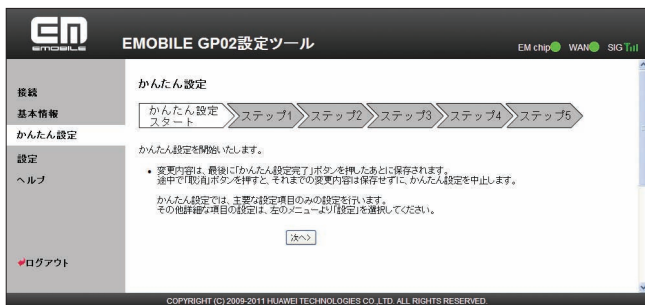 EM
EMOBILE
EMOBILE GP02設定ツール
EM chip WAN SIG
接続
基本情報
かんたん設定
設定
ヘルプ
ログアウト
かんたん設定
かんたん設定
スタート
ステップ1
ステップ2
ステップ3
ステップ4
ステップ5
かんたん設定を開始いたします。
• 変更内容は、最後に「かんたん設定完了」ボタンを押したあとに保存されます。
途中で「取消」ボタンを押すと、それまでの変更内容は保存せずに、かんたん設定を中止します。
かんたん設定では、主要な設定項目のみの設定を行います。
その他詳細な項目の設定は、左のメニューより「設定」を選択してください。
次へ>
COPYRIGHT (C) 2009-2011 HUAWEI TECHNOLOGIES CO.,LTD. ALL RIGHTS RESERVED.